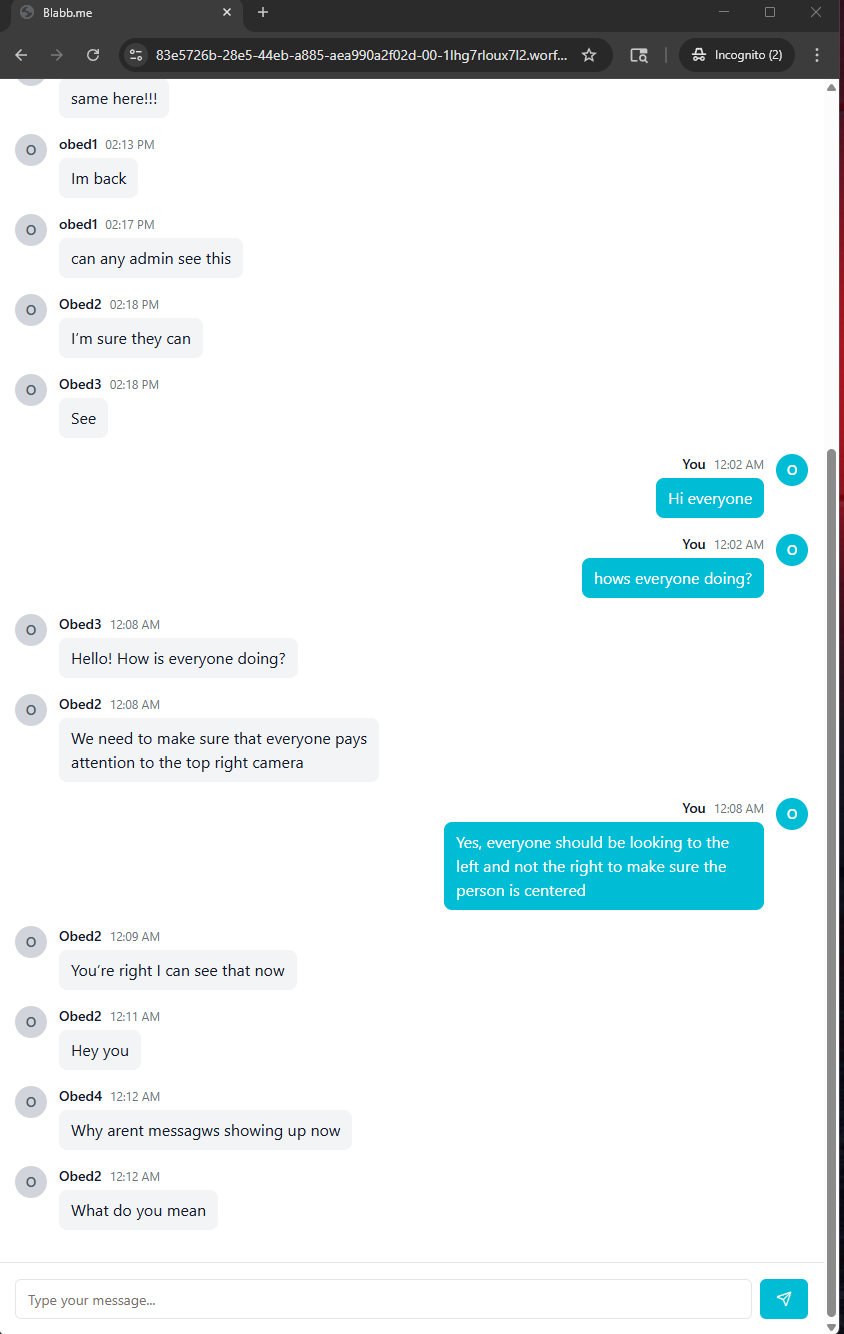 Blabb.me
83e5726b-28e5-44eb-a885-aea990a2f02d-00-1lhg7rloux7l2.worf...
Incognito (2)
same here!!!
O
obed1 02:13 PM
Im back
O
obed1 02:17 PM
can any admin see this
O
Obed2 02:18 PM
I’m sure they can
O
Obed3 02:18 PM
See
You 12:02 AM
O
Hi everyone
You 12:02 AM
O
hows everyone doing?
O
Obed3 12:08 AM
Hello! How is everyone doing?
O
Obed2 12:08 AM
We need to make sure that everyone pays
attention to the top right camera
You 12:08 AM
O
Yes, everyone should be looking to the
left and not the right to make sure the
person is centered
O
Obed2 12:09 AM
You’re right I can see that now
O
Obed2 12:11 AM
Hey you
O
Obed4 12:12 AM
Why arent messagws showing up now
O
Obed2 12:12 AM
What do you mean
Type your message...